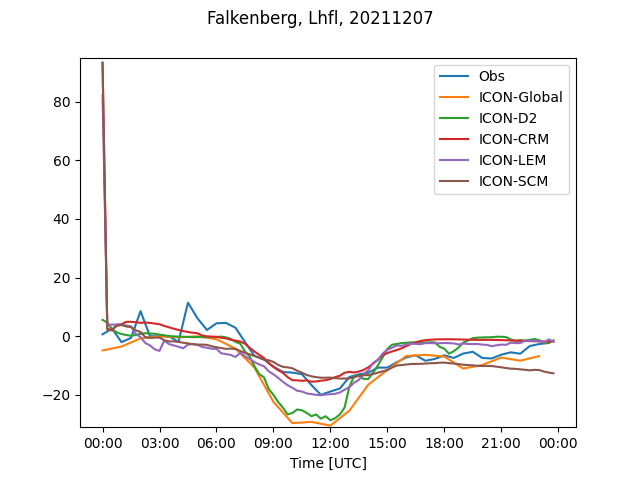 Falkenberg, Lhfl, 20211207
Obs
ICON-Global
ICON-D2
ICON-CRM
ICON-LEM
ICON-SCM
80
60
40
20
0
−20
00:00 03:00 06:00 09:00 12:00 15:00 18:00 21:00 00:00
Time [UTC]